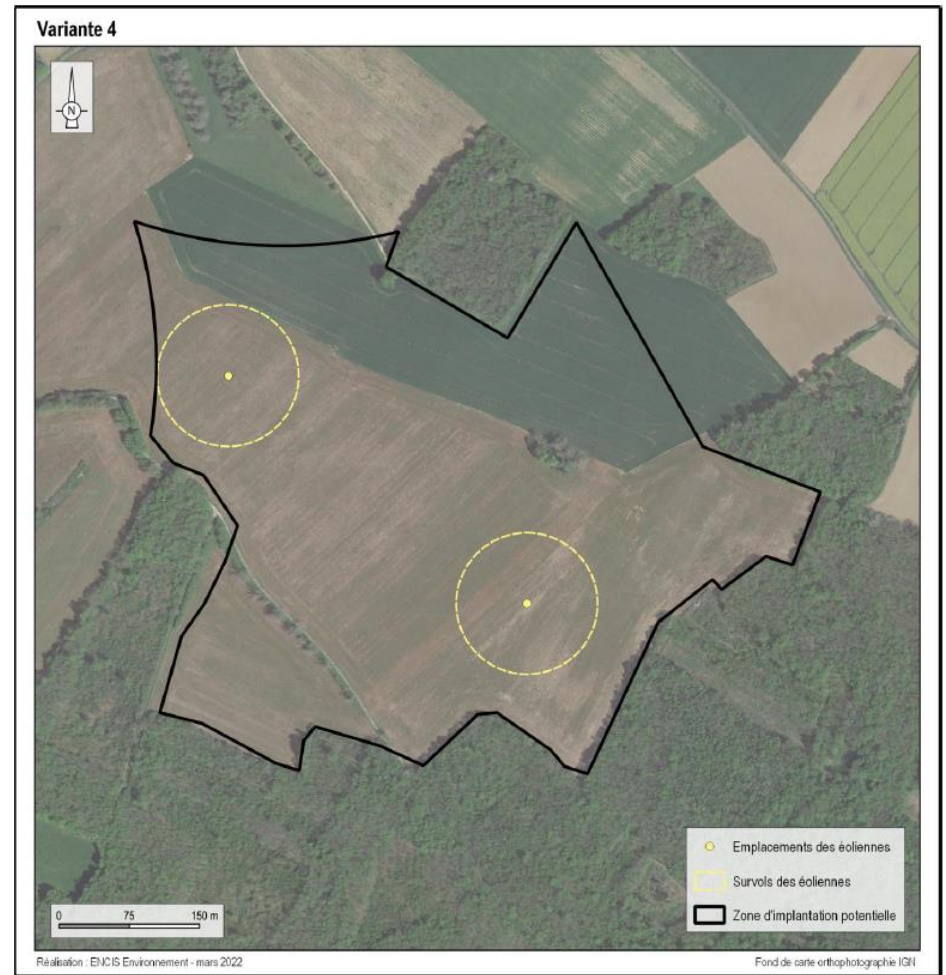 Variante 4
N
Emplacements des éoliennes
Survols des éoliennes
Zone d'implantation potentielle
0 75 150 m
Réalisation : ENCIS Environnement - mars 2022
Fond de carte orthophotographie IGN